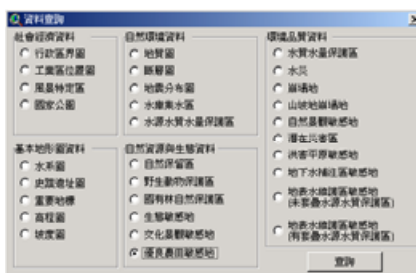 資料查詢
社會經濟資料
行政區界圖
工業區位置圖
風景特定區
國家公園
基本地形圖資料
水系圖
史蹟遺址圖
重要地標
高程圖
坡度圖
自然環境資料
地質圖
斷層圖
地震分布圖
水庫集水區
水源水質水量保護區
自然資源與生態資料
自然保留區
野生動物保護區
國有林自然保護區
生態敏感地
文化景觀敏感地
優良農田敏感地
環境品質資料
水質水量保護區
水災
崩塌地
山坡地崩塌地
自然景觀敏感地
潛在災害區
洪害平原敏感地
地下水補注區敏感地
地表水維護區敏感地
(未套疊水源水質保護區)
地表水維護區敏感地
(有套疊水源水質保護區)
查詢